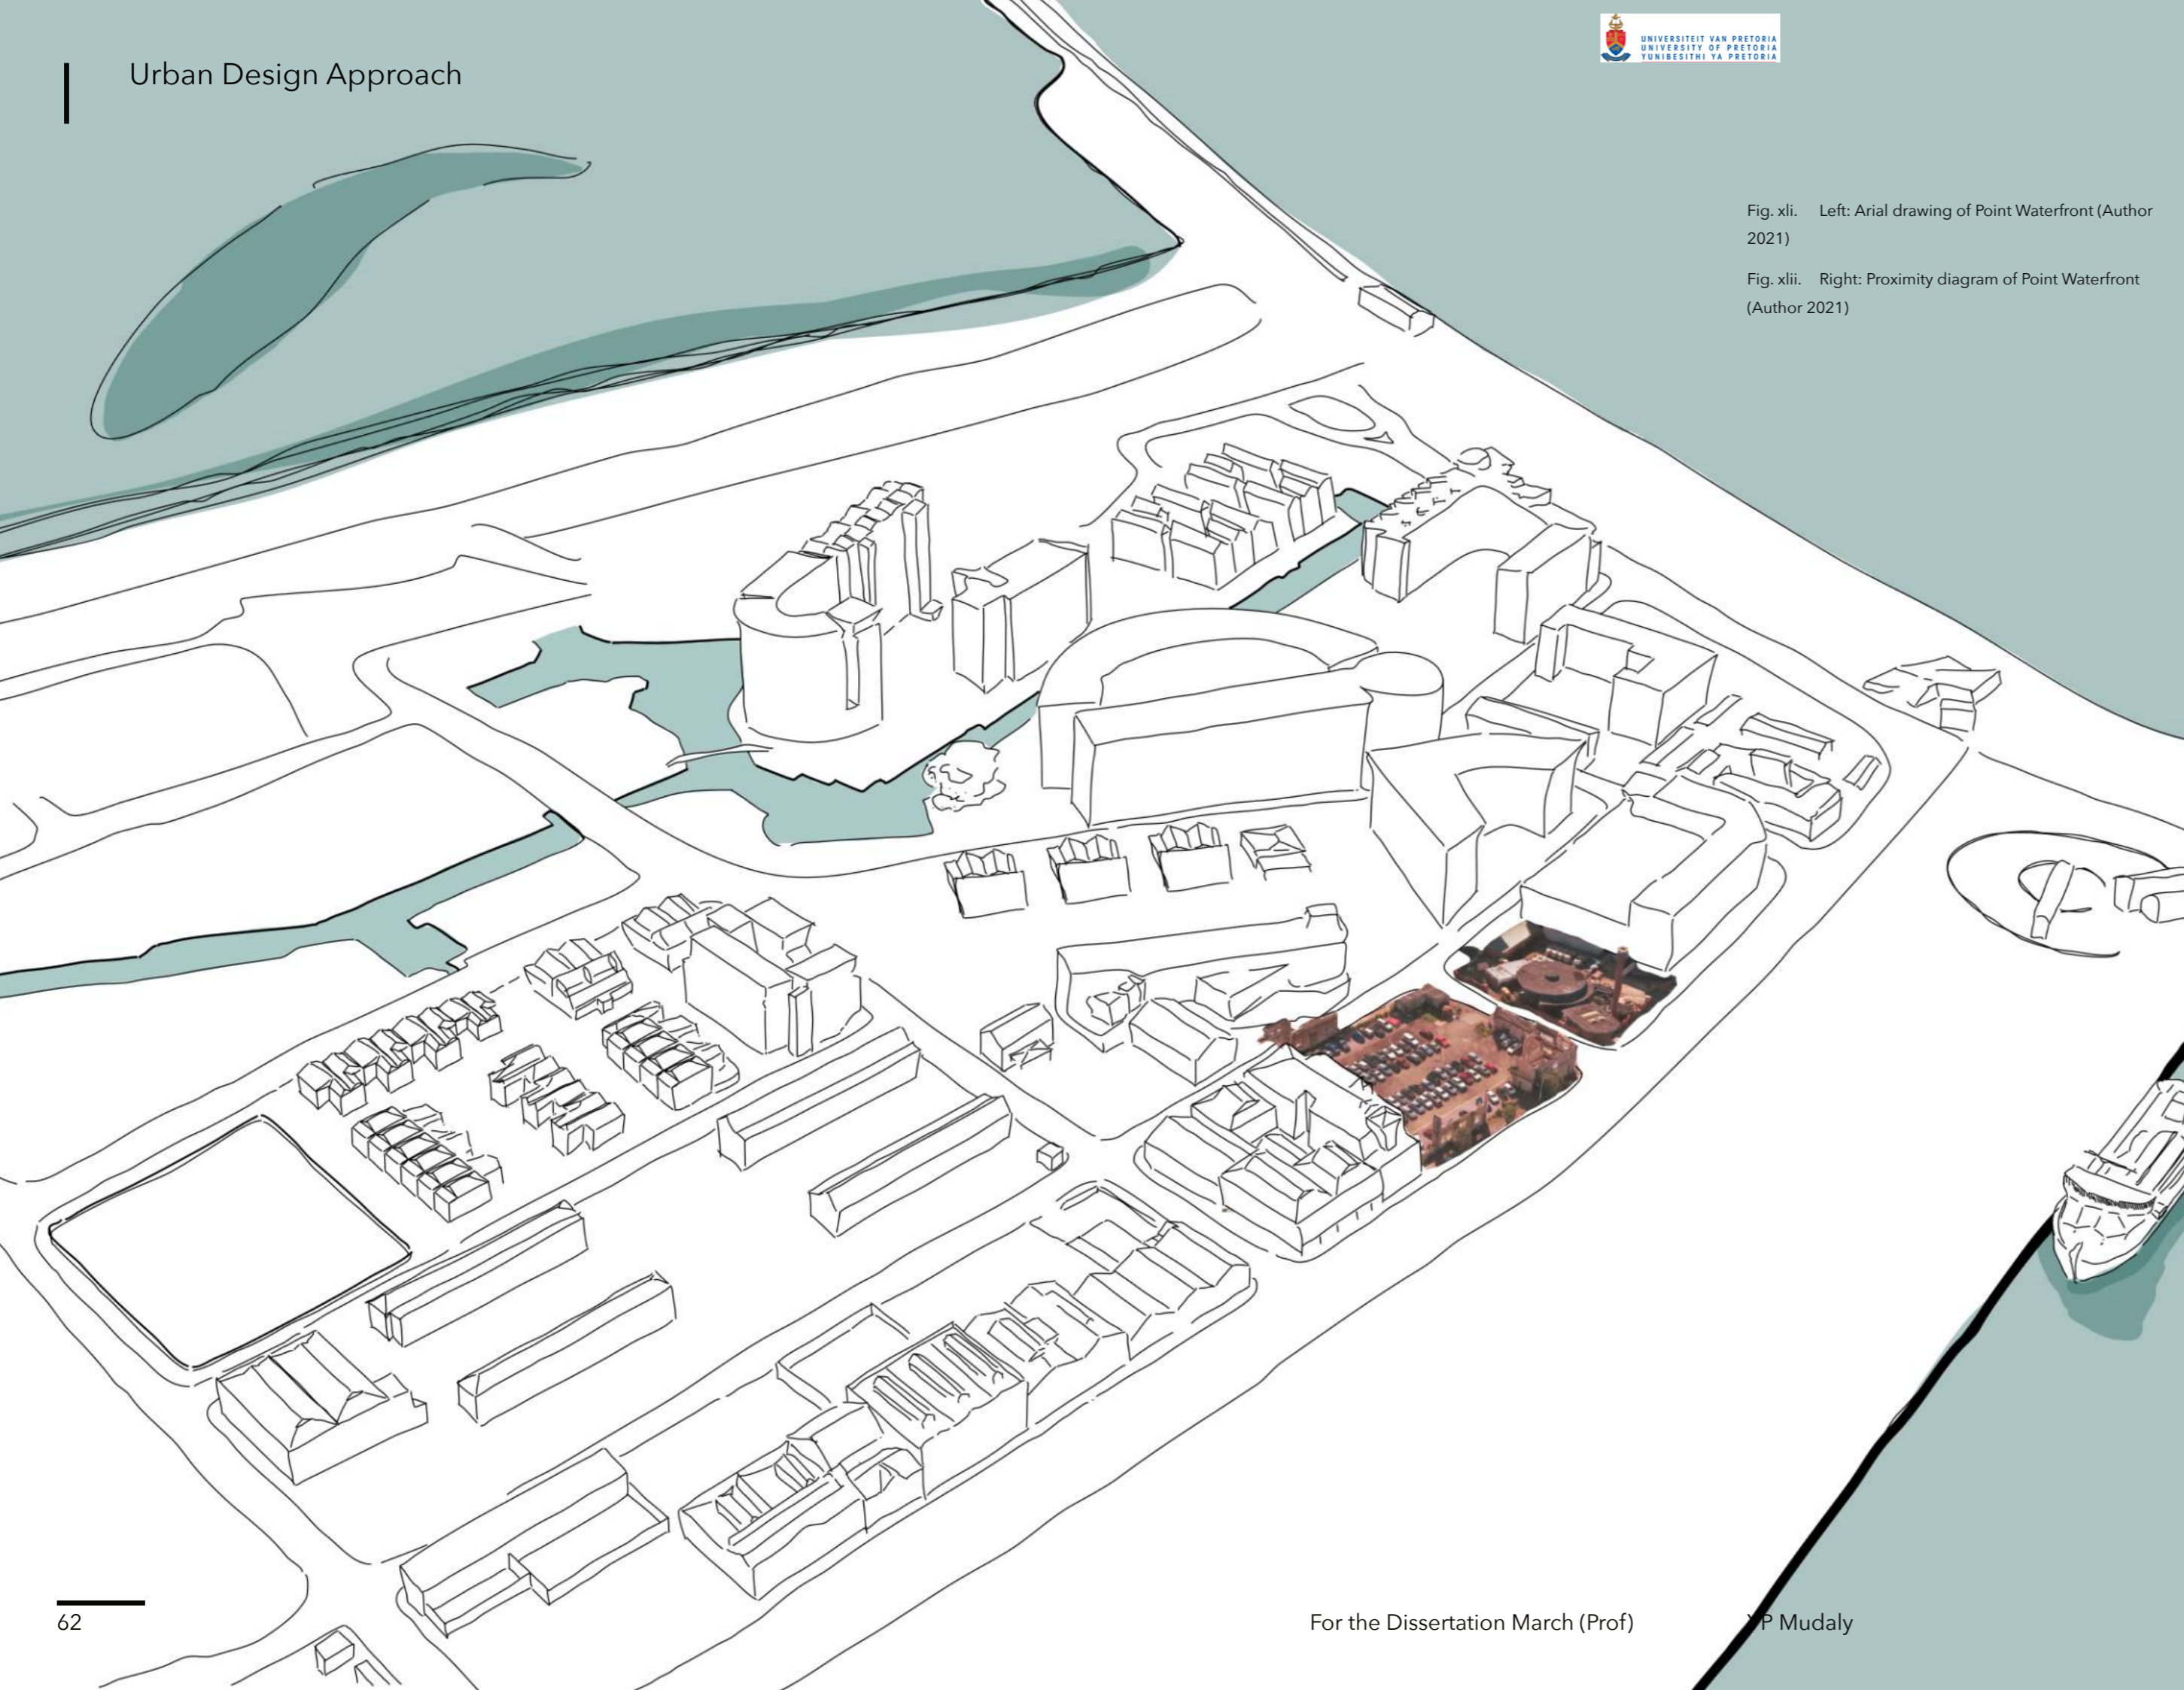 Urban Design Approach
UNIVERSITEIT VAN PRETORIA
UNIVERSITY OF PRETORIA
YUNIBESITHI YA PRETORIA
Fig. xli. Left: Arial drawing of Point Waterfront (Author
2021)
Fig. xlii. Right: Proximity diagram of Point Waterfront
(Author 2021)
62
For the Dissertation March (Prof)
YP Mudaly